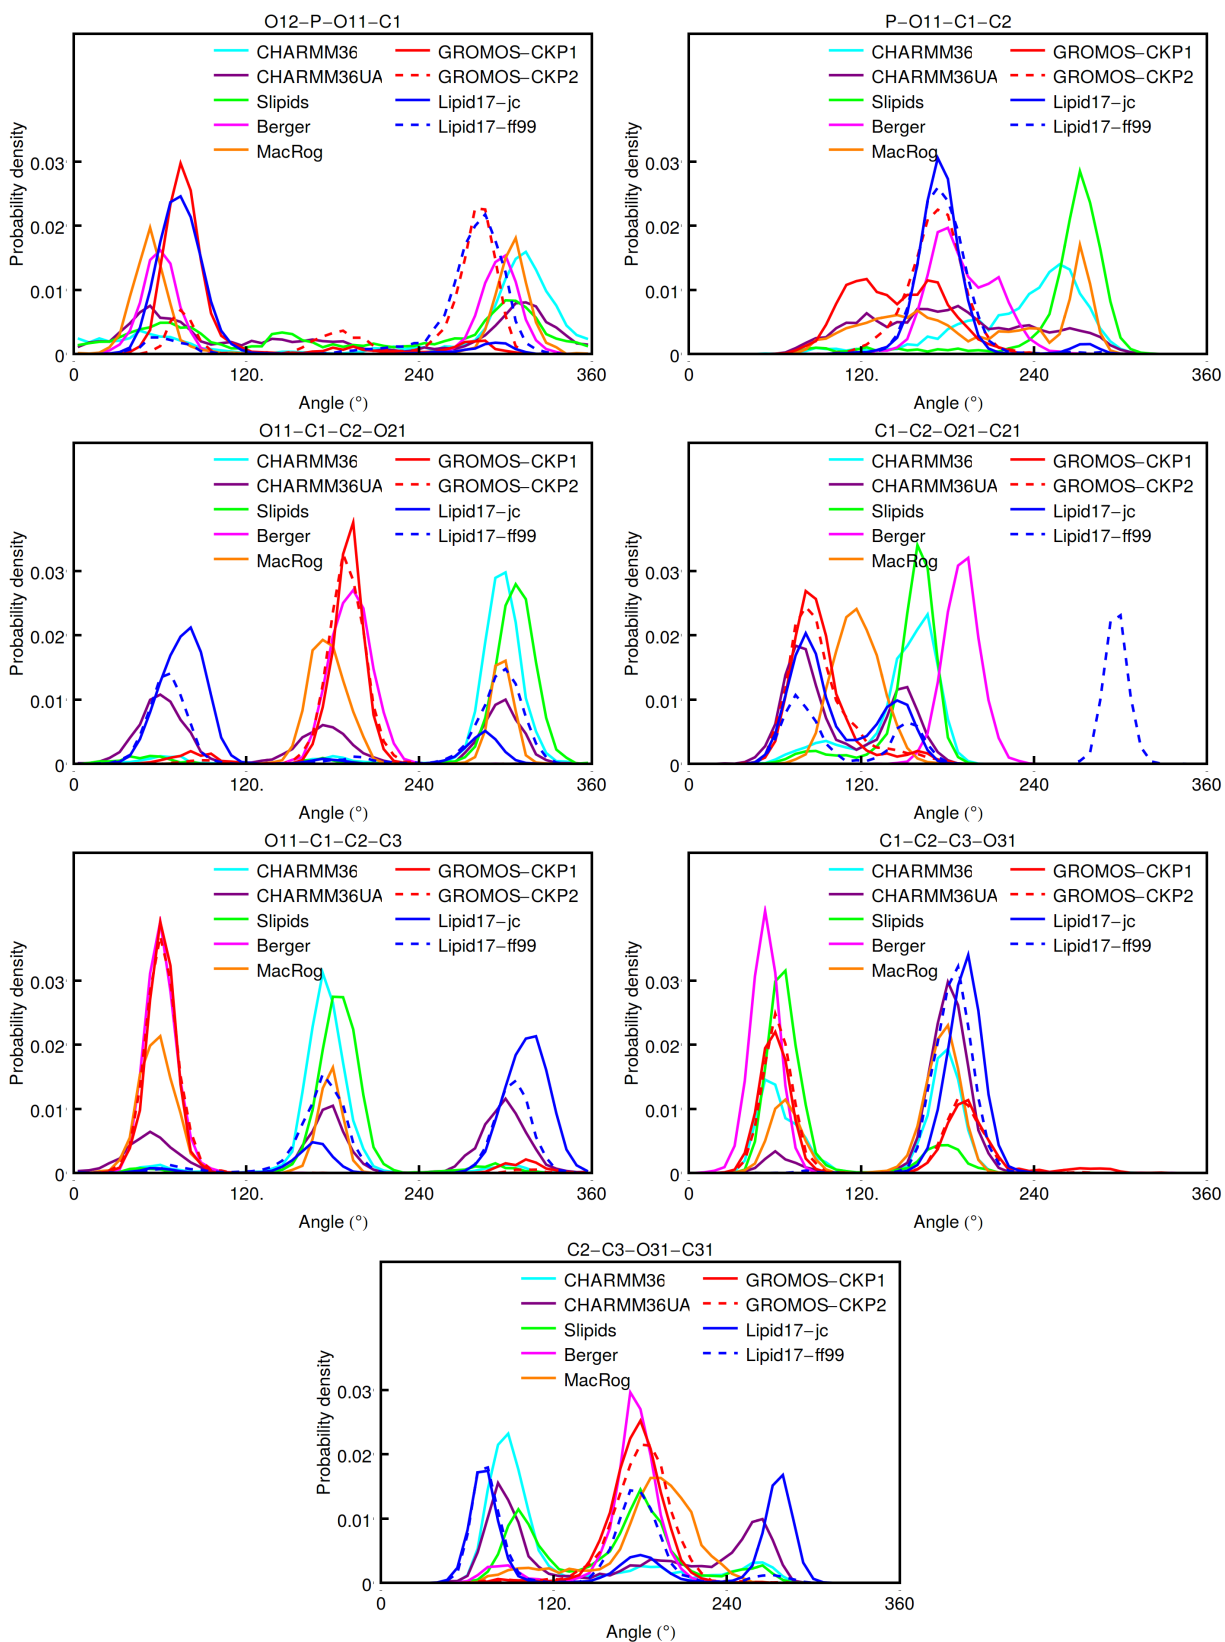 O12−P−O11−C1
CHARMM36
CHARMM36UA
Slipids
Berger
MacRog
GROMOS−CKP1
GROMOS−CKP2
Lipid17−jc
Lipid17−ff99
Probability density
0.03
0.02
0.01
0
0 120. 240 360
Angle (°)
P−O11−C1−C2
CHARMM36
CHARMM36UA
Slipids
Berger
MacRog
GROMOS−CKP1
GROMOS−CKP2
Lipid17−jc
Lipid17−ff99
Probability density
0.03
0.02
0.01
0
0 120. 240 360
Angle (°)
O11−C1−C2−O21
CHARMM36
CHARMM36UA
Slipids
Berger
MacRog
GROMOS−CKP1
GROMOS−CKP2
Lipid17−jc
Lipid17−ff99
Probability density
0.03
0.02
0.01
0
0 120. 240 360
Angle (°)
C1−C2−O21−C21
CHARMM36
CHARMM36UA
Slipids
Berger
MacRog
GROMOS−CKP1
GROMOS−CKP2
Lipid17−jc
Lipid17−ff99
Probability density
0.03
0.02
0.01
0
0 120. 240 360
Angle (°)
O11−C1−C2−C3
CHARMM36
CHARMM36UA
Slipids
Berger
MacRog
GROMOS−CKP1
GROMOS−CKP2
Lipid17−jc
Lipid17−ff99
Probability density
0.03
0.02
0.01
0
0 120. 240 360
Angle (°)
C1−C2−C3−O31
CHARMM36
CHARMM36UA
Slipids
Berger
MacRog
GROMOS−CKP1
GROMOS−CKP2
Lipid17−jc
Lipid17−ff99
Probability density
0.03
0.02
0.01
0
0 120. 240 360
Angle (°)
C2−C3−O31−C31
CHARMM36
CHARMM36UA
Slipids
Berger
MacRog
GROMOS−CKP1
GROMOS−CKP2
Lipid17−jc
Lipid17−ff99
Probability density
0.03
0.02
0.01
0
0 120. 240 360
Angle (°)